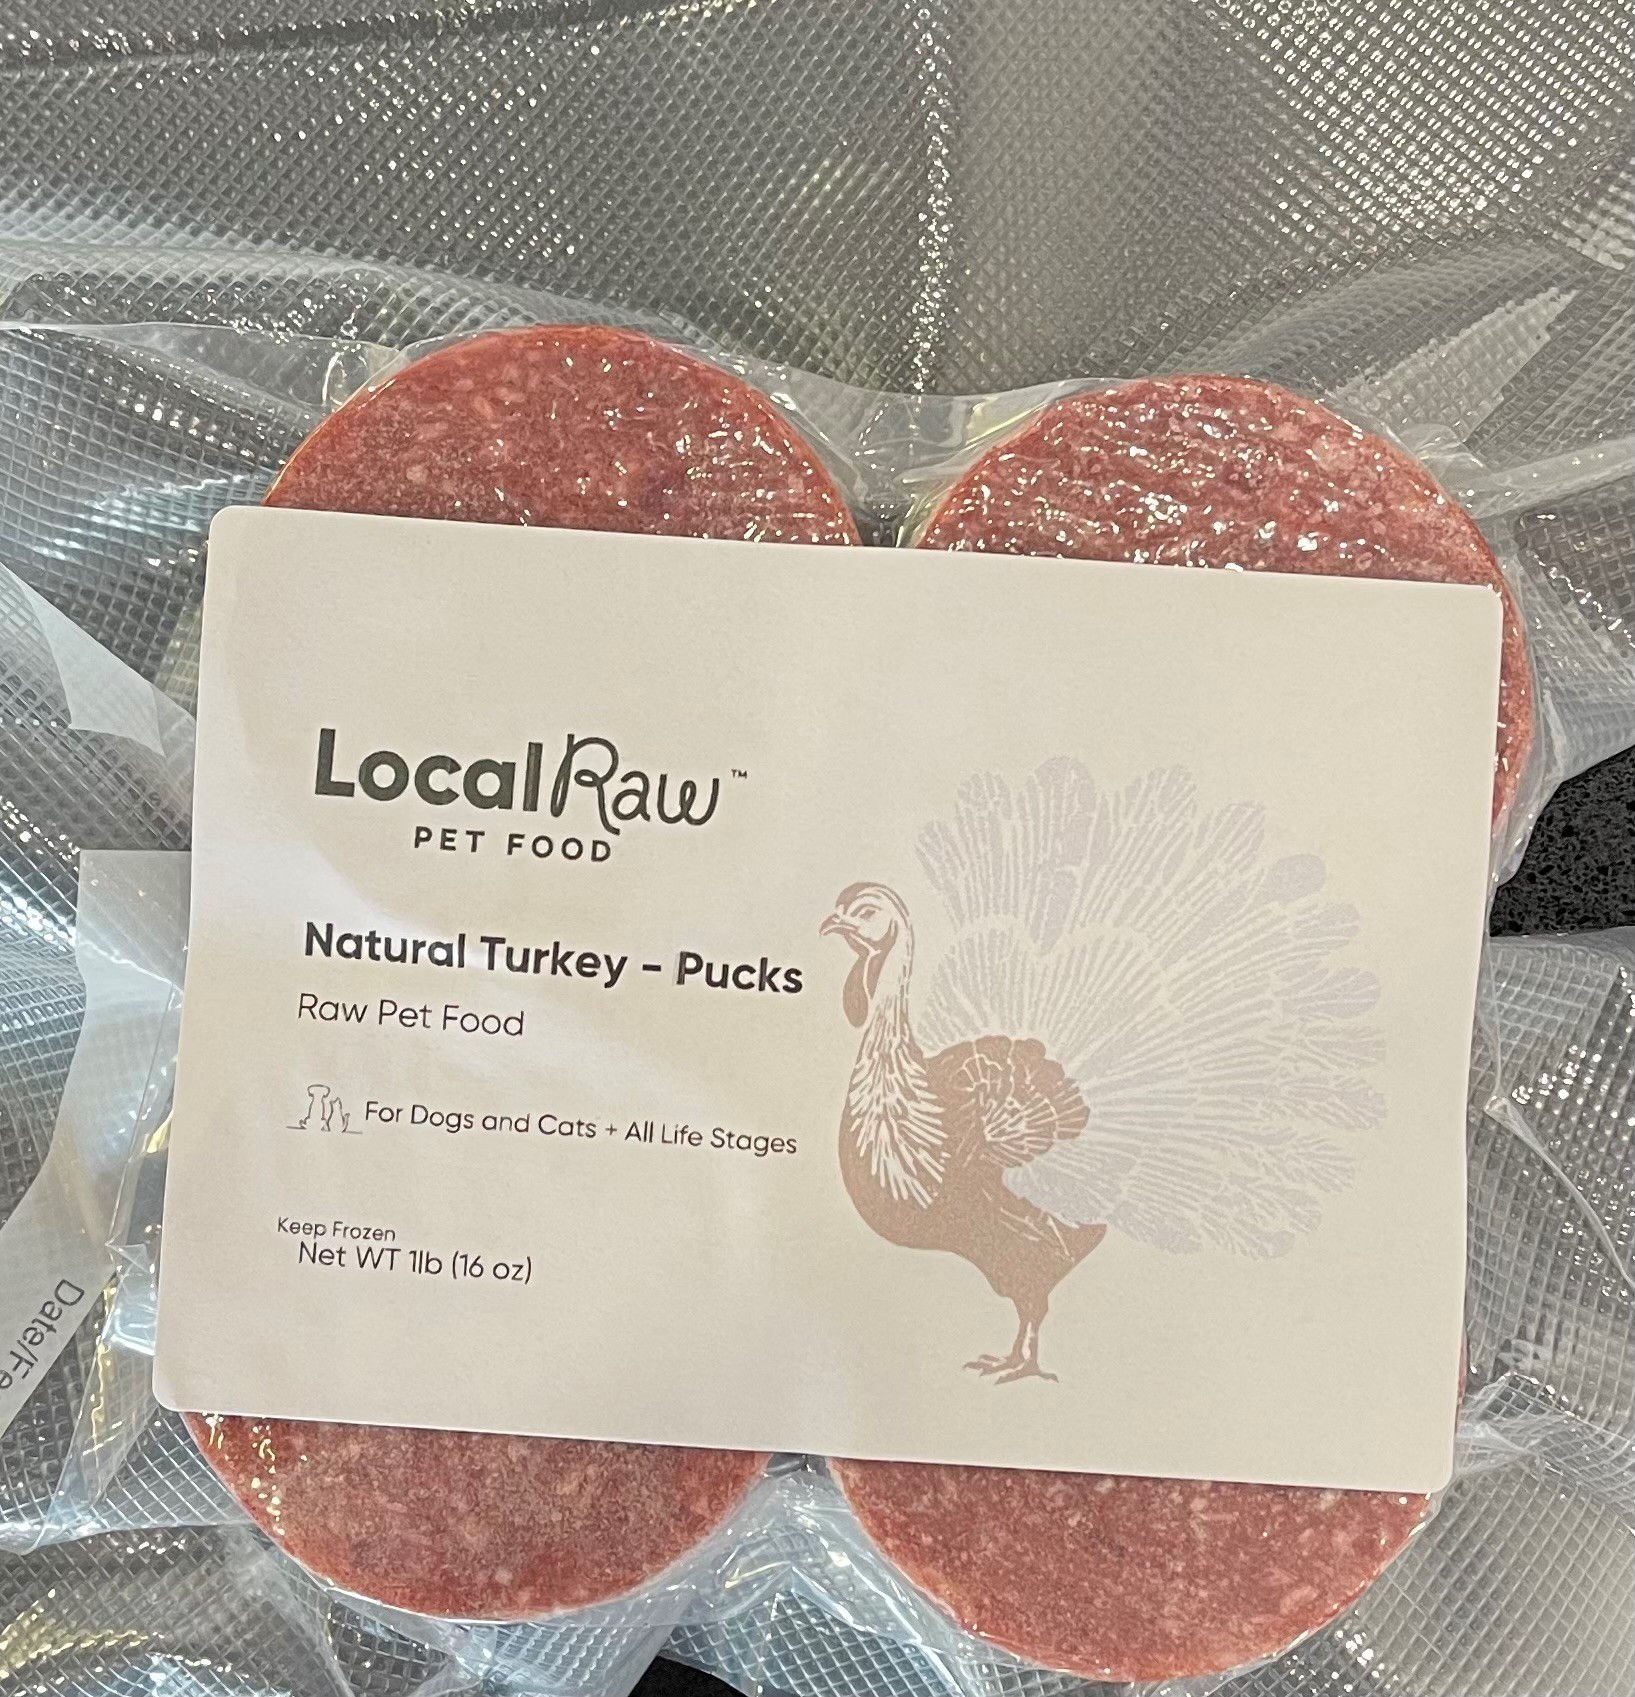 LocalRaw™
PET FOOD
Natural Turkey - Pucks
Raw Pet Food
For Dogs and Cats + All Life Stages
Keep Frozen
Net WT 1lb (16 oz)